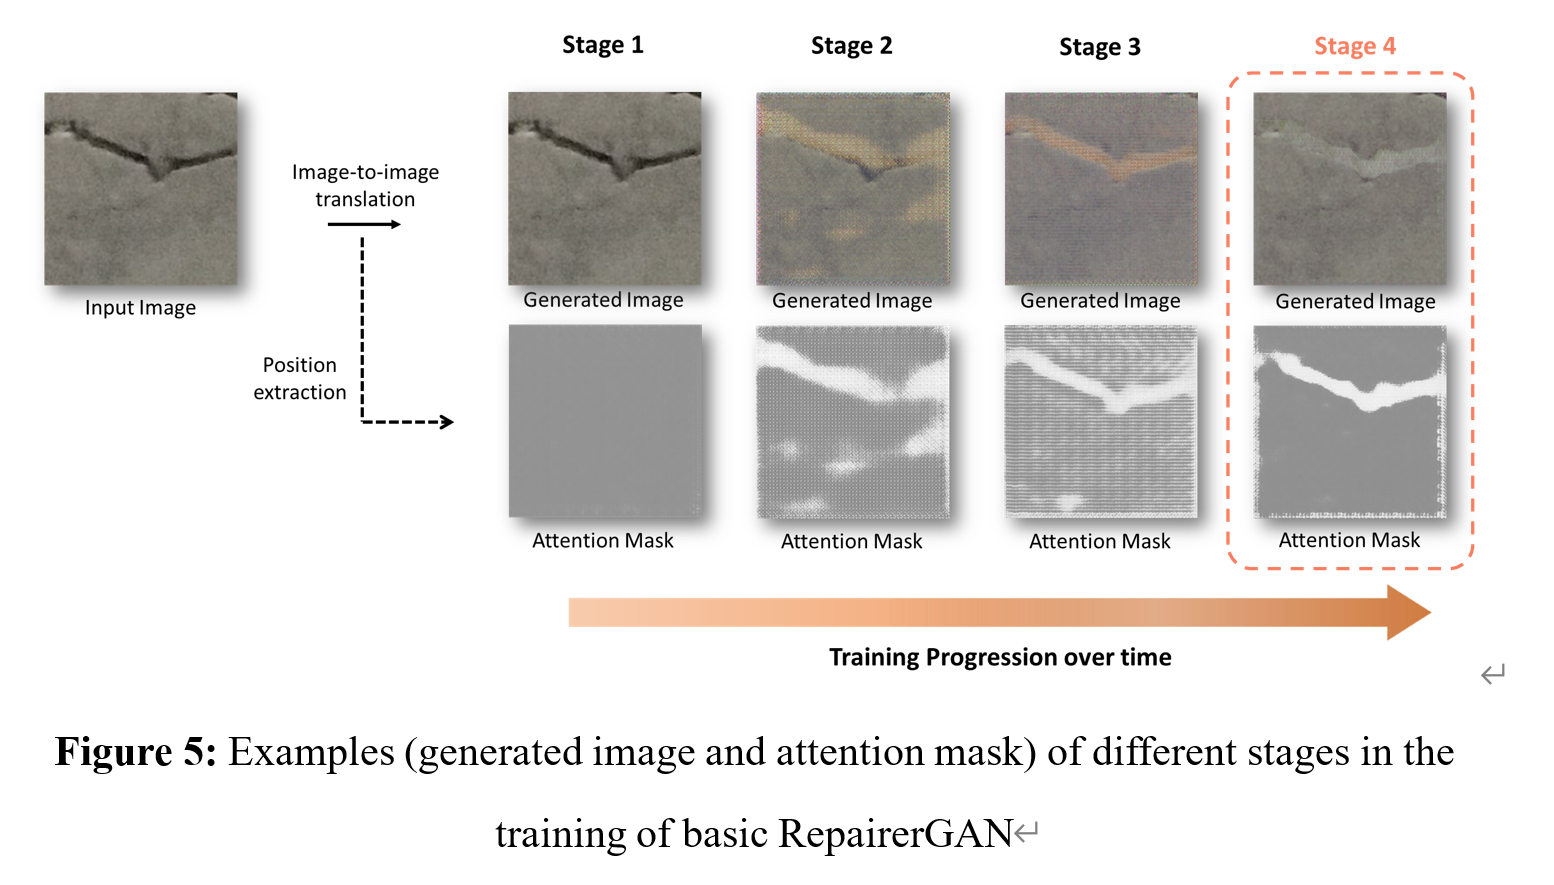 Stage 1
Stage 2
Stage 3
Stage 4
Image-to-image
translation
Input Image
Generated Image
Generated Image
Generated Image
Generated Image
Position
extraction
Attention Mask
Attention Mask
Attention Mask
Attention Mask
Training Progression over time
Figure 5: Examples (generated image and attention mask) of different stages in the
training of basic RepairerGAN